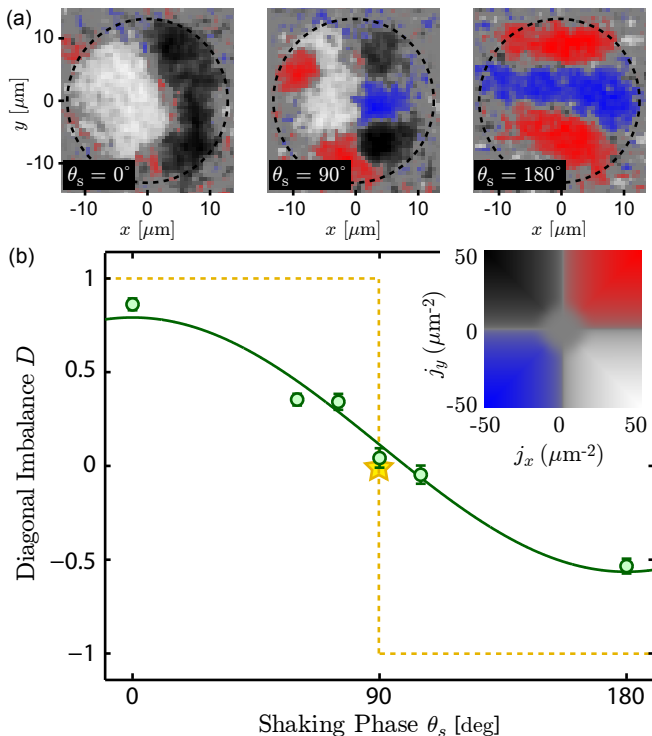 (a)
10
0
-10
y [μm]
θs = 0°
θs = 90°
θs = 180°
-10 0 10
-10 0 10
-10 0 10
x [μm]
x [μm]
x [μm]
(b)
1
0.5
0
−0.5
−1
Diagonal Imbalance D
50
0
-50
jy (μm-2)
-50 0 50
jx (μm-2)
0 90 180
Shaking Phase θs [deg]